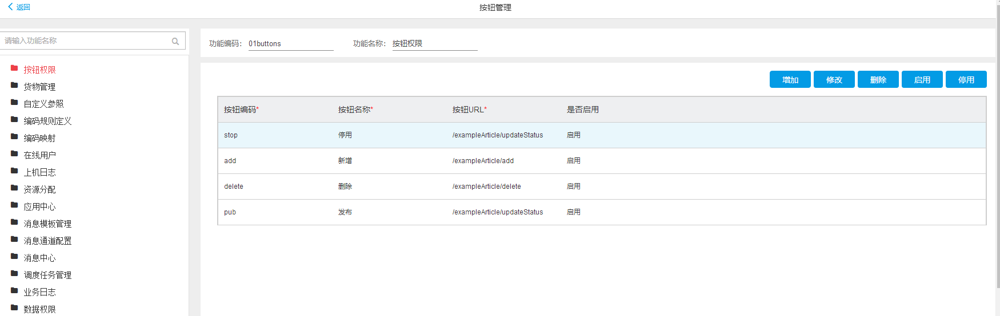 返回
按钮管理
请输入功能名称
按钮权限
货物管理
自定义参照
编码规则定义
编码映射
在线用户
上机日志
资源分配
应用中心
消息模板管理
消息通道配置
消息中心
调度任务管理
业务日志
数据权限
功能编码： 01buttons 功能名称： 按钮权限
增加 修改 删除 启用 停用
按钮编码* 按钮名称* 按钮URL* 是否启用
stop 停用 /exampleArticle/updateStatus 启用
add 新增 /exampleArticle/add 启用
delete 删除 /exampleArticle/delete 启用
pub 发布 /exampleArticle/updateStatus 启用